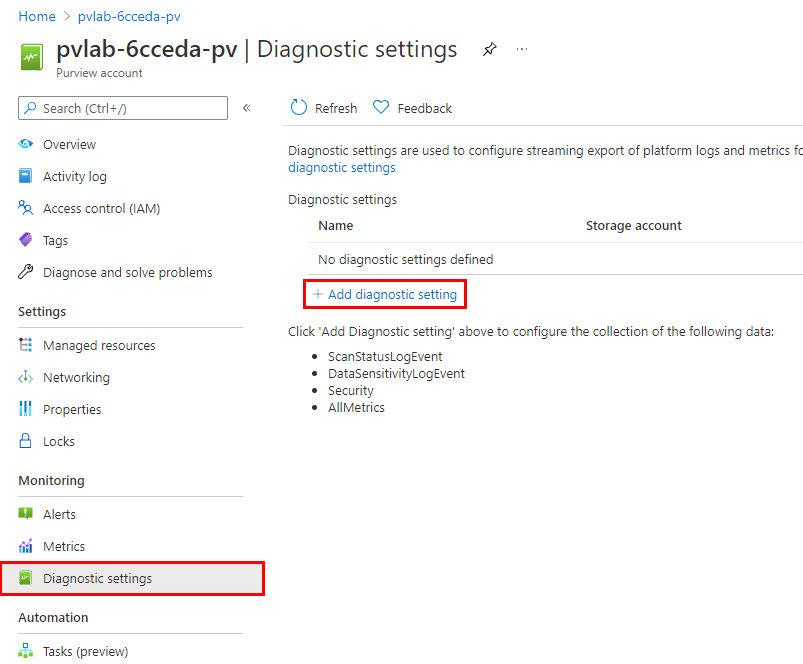 Home > pvlab-6cceda-pv
pvlab-6cceda-pv | Diagnostic settings ...
Purview account
Search (Ctrl+/) «
Refresh Feedback
Overview
Activity log
Access control (IAM)
Tags
Diagnose and solve problems
Settings
Managed resources
Networking
Properties
Locks
Monitoring
Alerts
Metrics
Diagnostic settings
Automation
Tasks (preview)
Diagnostic settings are used to configure streaming export of platform logs and metrics
diagnostic settings
Diagnostic settings
Name Storage account
No diagnostic settings defined
+ Add diagnostic setting
Click 'Add Diagnostic setting' above to configure the collection of the following data:
• ScanStatusLogEvent
• DataSensitivityLogEvent
• Security
• AllMetrics